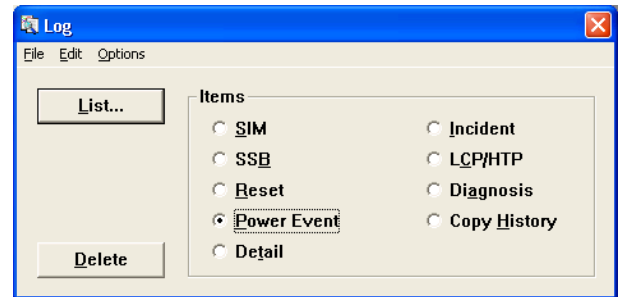 Log
File Edit Options
List...
Items
SIM
Incident
SSB
LCP/HTP
Reset
Diagnosis
Power Event
Copy History
Detail
Delete